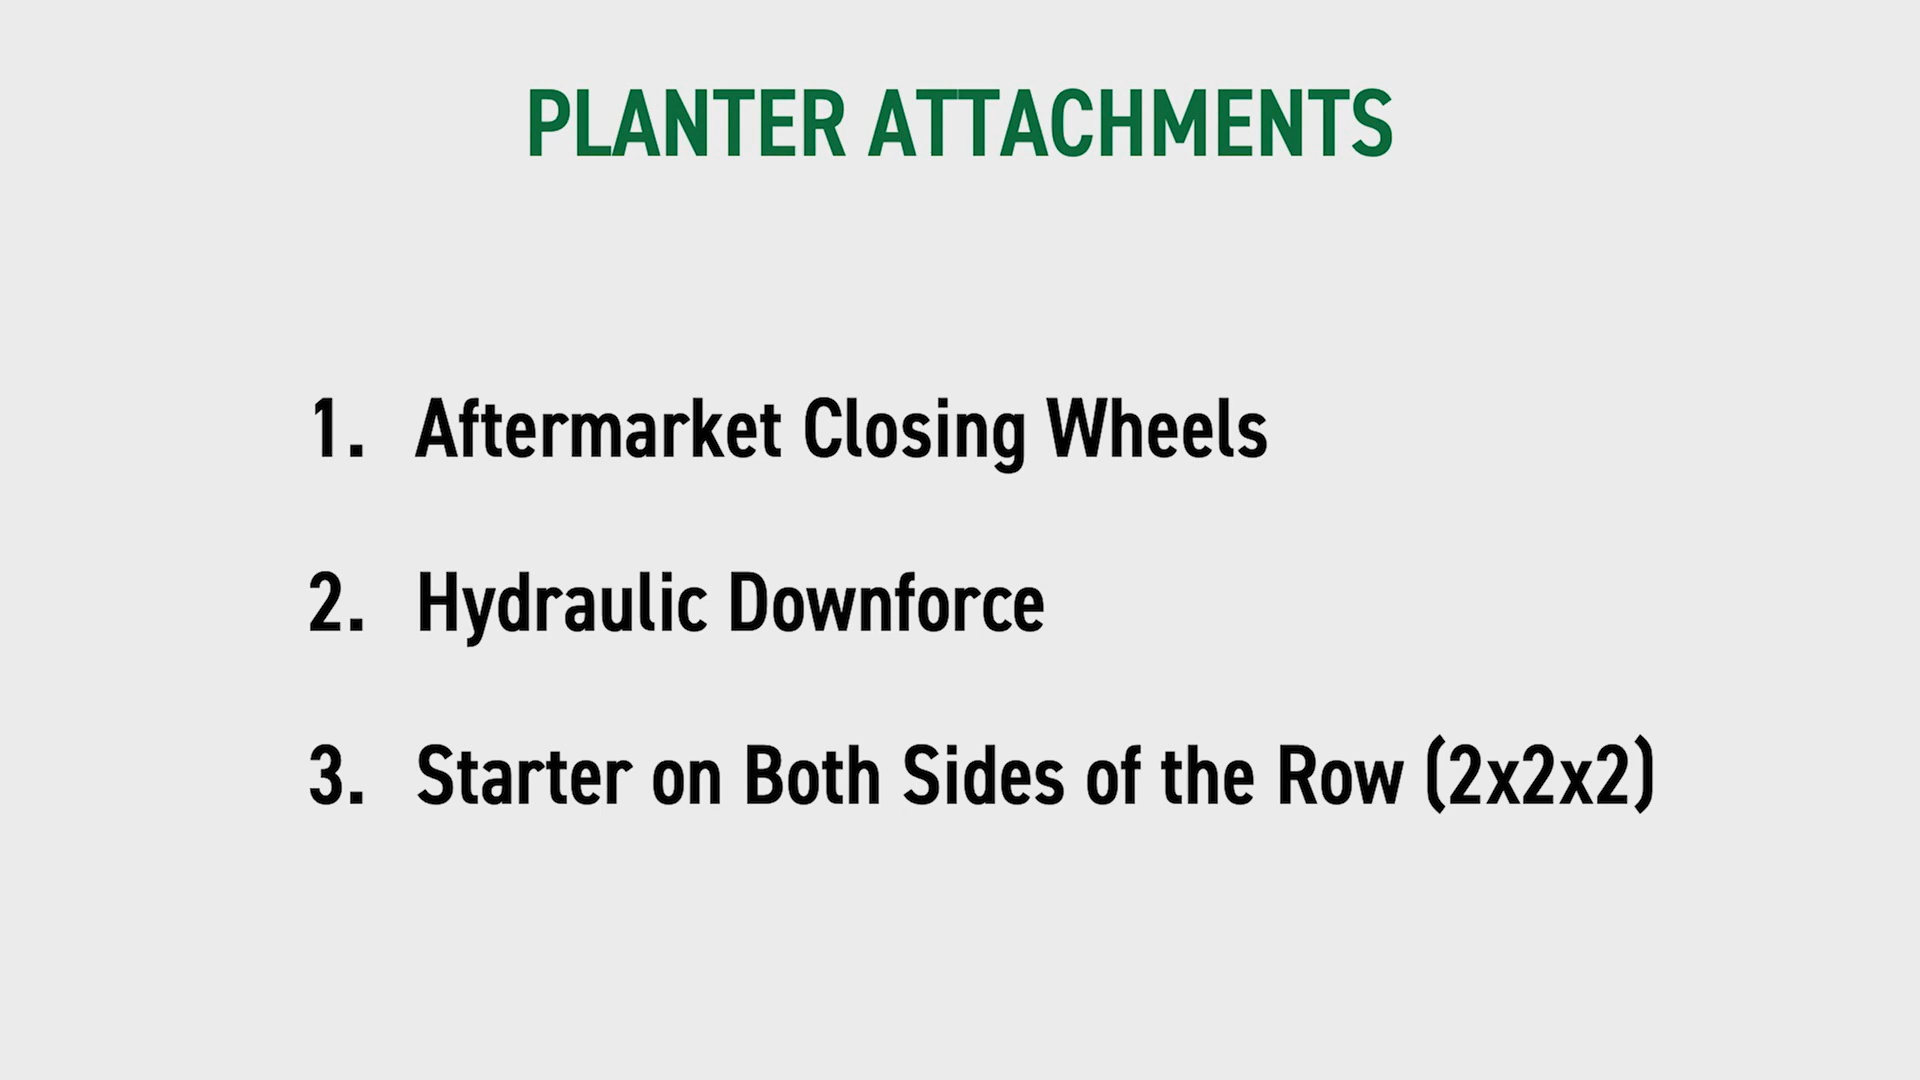 PLANTER ATTACHMENTS
1. Aftermarket Closing Wheels
2. Hydraulic Downforce
3. Starter on Both Sides of the Row (2x2x2)